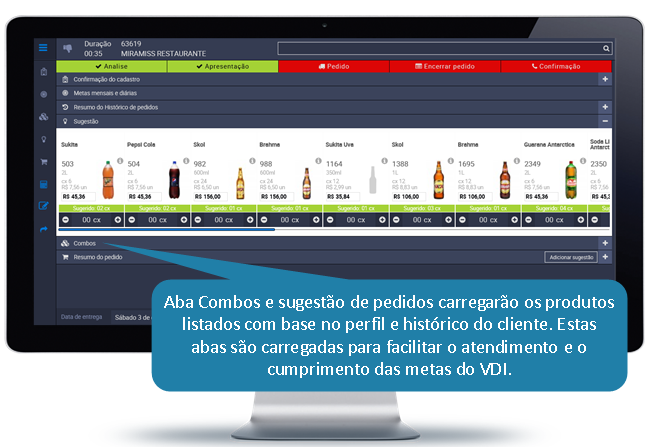 Duração 63619
00:35 MIRAMISS RESTAURANTE
Analise Apresentação Pedido Encerrar pedido Confirmação
Confirmação do cadastro
Metas mensais e diárias
Resumo do Histórico de pedidos
Sugestão
Sukita Pepsi Cola Skol Brahma Sukita Uva Skol Brahma Guarana Antarctica Soda Li
Antarct
503 504 982 988 1164 1388 1695 2349 2350
2L 2L 600ml 600ml 350ml 1L 1L 2L 2L
cx 6 cx 6 cx 24 cx 24 cx 12 cx 12 cx 12 cx 6 cx 6
R$ 7,56 un R$ 7,56 un R$ 6,50 un R$ 6,50 un R$ 2,99 un R$ 8,83 un R$ 8,83 un R$ 7,56 un R$ 7,56
R$ 45,36 R$ 45,36 R$ 156,00 R$ 156,00 R$ 35,84 R$ 106,00 R$ 106,00 R$ 45,36 R$ 45,36
Sugerido: 02 cx Sugerido: 02 cx Sugerido: 01 cx Sugerido: 01 cx Sugerido: 01 cx Sugerido: 03 cx Sugerido: 01 cx Sugerido: 04 cx Sugerido: 01
00 cx 00 cx 00 cx 00 cx 00 cx 00 cx 00 cx 00 cx 00 cx
Combos
Resumo do pedido Adicionar sugestão
Data de entrega Sábado 3 de
Aba Combos e sugestão de pedidos carregarão os produtos
listados com base no perfil e histórico do cliente. Estas
abas são carregadas para facilitar o atendimento e o
cumprimento das metas do VDI.